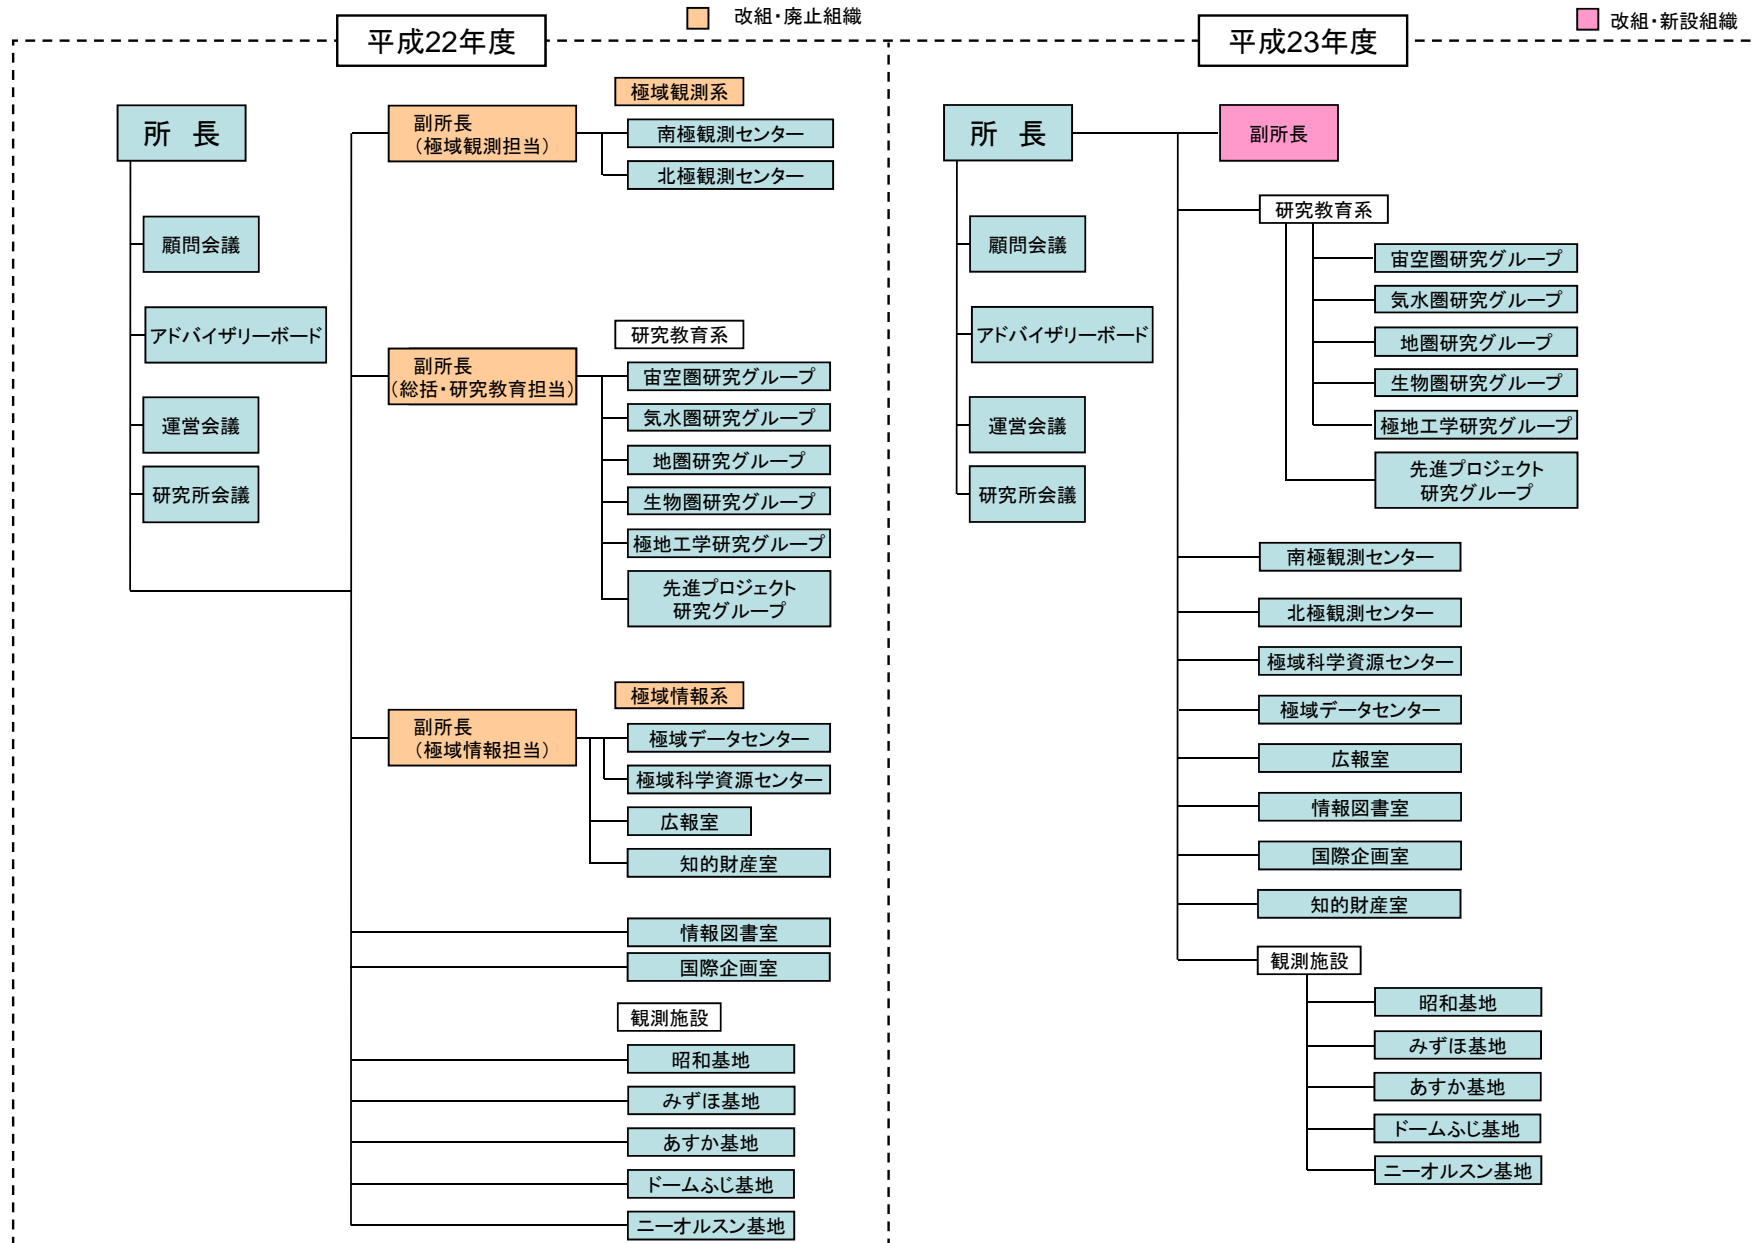 改組・廃止組織
平成22年度
所　長
顧問会議
アドバイザリーボード
運営会議
研究所会議
副所長
（極域観測担当）
極域観測系
南極観測センター
北極観測センター
副所長
（総括・研究教育担当）
研究教育系
宙空圏研究グループ
気水圏研究グループ
地圏研究グループ
生物圏研究グループ
極地工学研究グループ
先進プロジェクト
研究グループ
副所長
（極域情報担当）
極域情報系
極域データセンター
極域科学資源センター
広報室
知的財産室
情報図書室
国際企画室
観測施設
昭和基地
みずほ基地
あすか基地
ドームふじ基地
ニーオルスン基地
改組・新設組織
平成23年度
所　長
顧問会議
アドバイザリーボード
運営会議
研究所会議
副所長
研究教育系
宙空圏研究グループ
気水圏研究グループ
地圏研究グループ
生物圏研究グループ
極地工学研究グループ
先進プロジェクト
研究グループ
南極観測センター
北極観測センター
極域科学資源センター
極域データセンター
広報室
情報図書室
国際企画室
知的財産室
観測施設
昭和基地
みずほ基地
あすか基地
ドームふじ基地
ニーオルスン基地